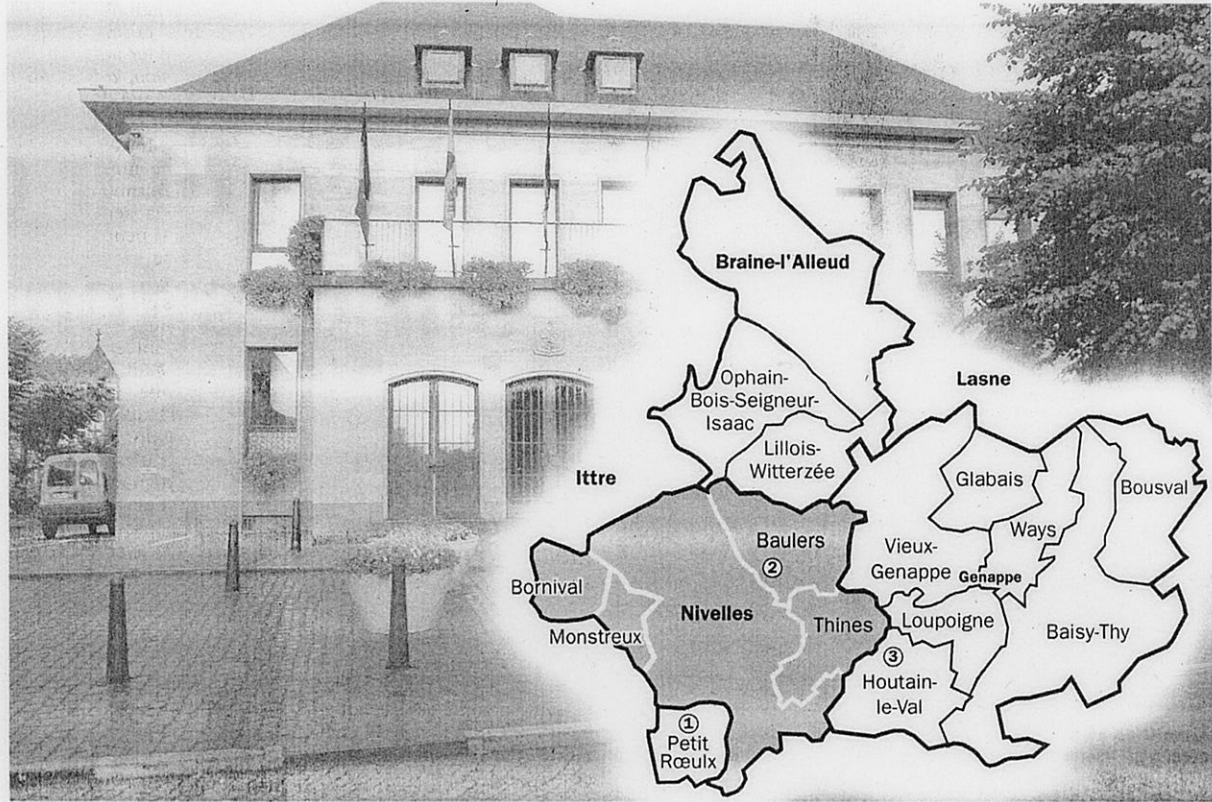 Braine-l'Alleud
Ophain-
Bois-Seigneur-
Isaac
Lasne
Lillois-
Witterzée
Ittre
Glabais
Bousval
Ways
Baulers
②
Vieux-
Genappe
Genappe
Bornival
Nivelles
Thines
Loupoigne
Monstreux
Baisy-Thy
③
Houtain-
le-Val
①
Petit
Rœulx